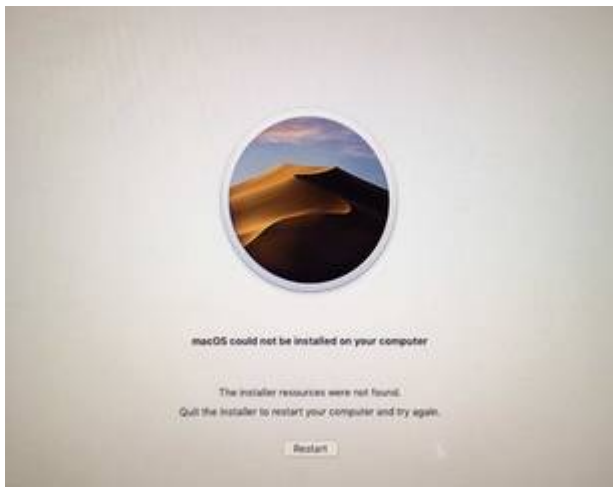 macOS could not be installed on your computer
The installer resources were not found.
Quit the installer to restart your computer and try again.
Restart